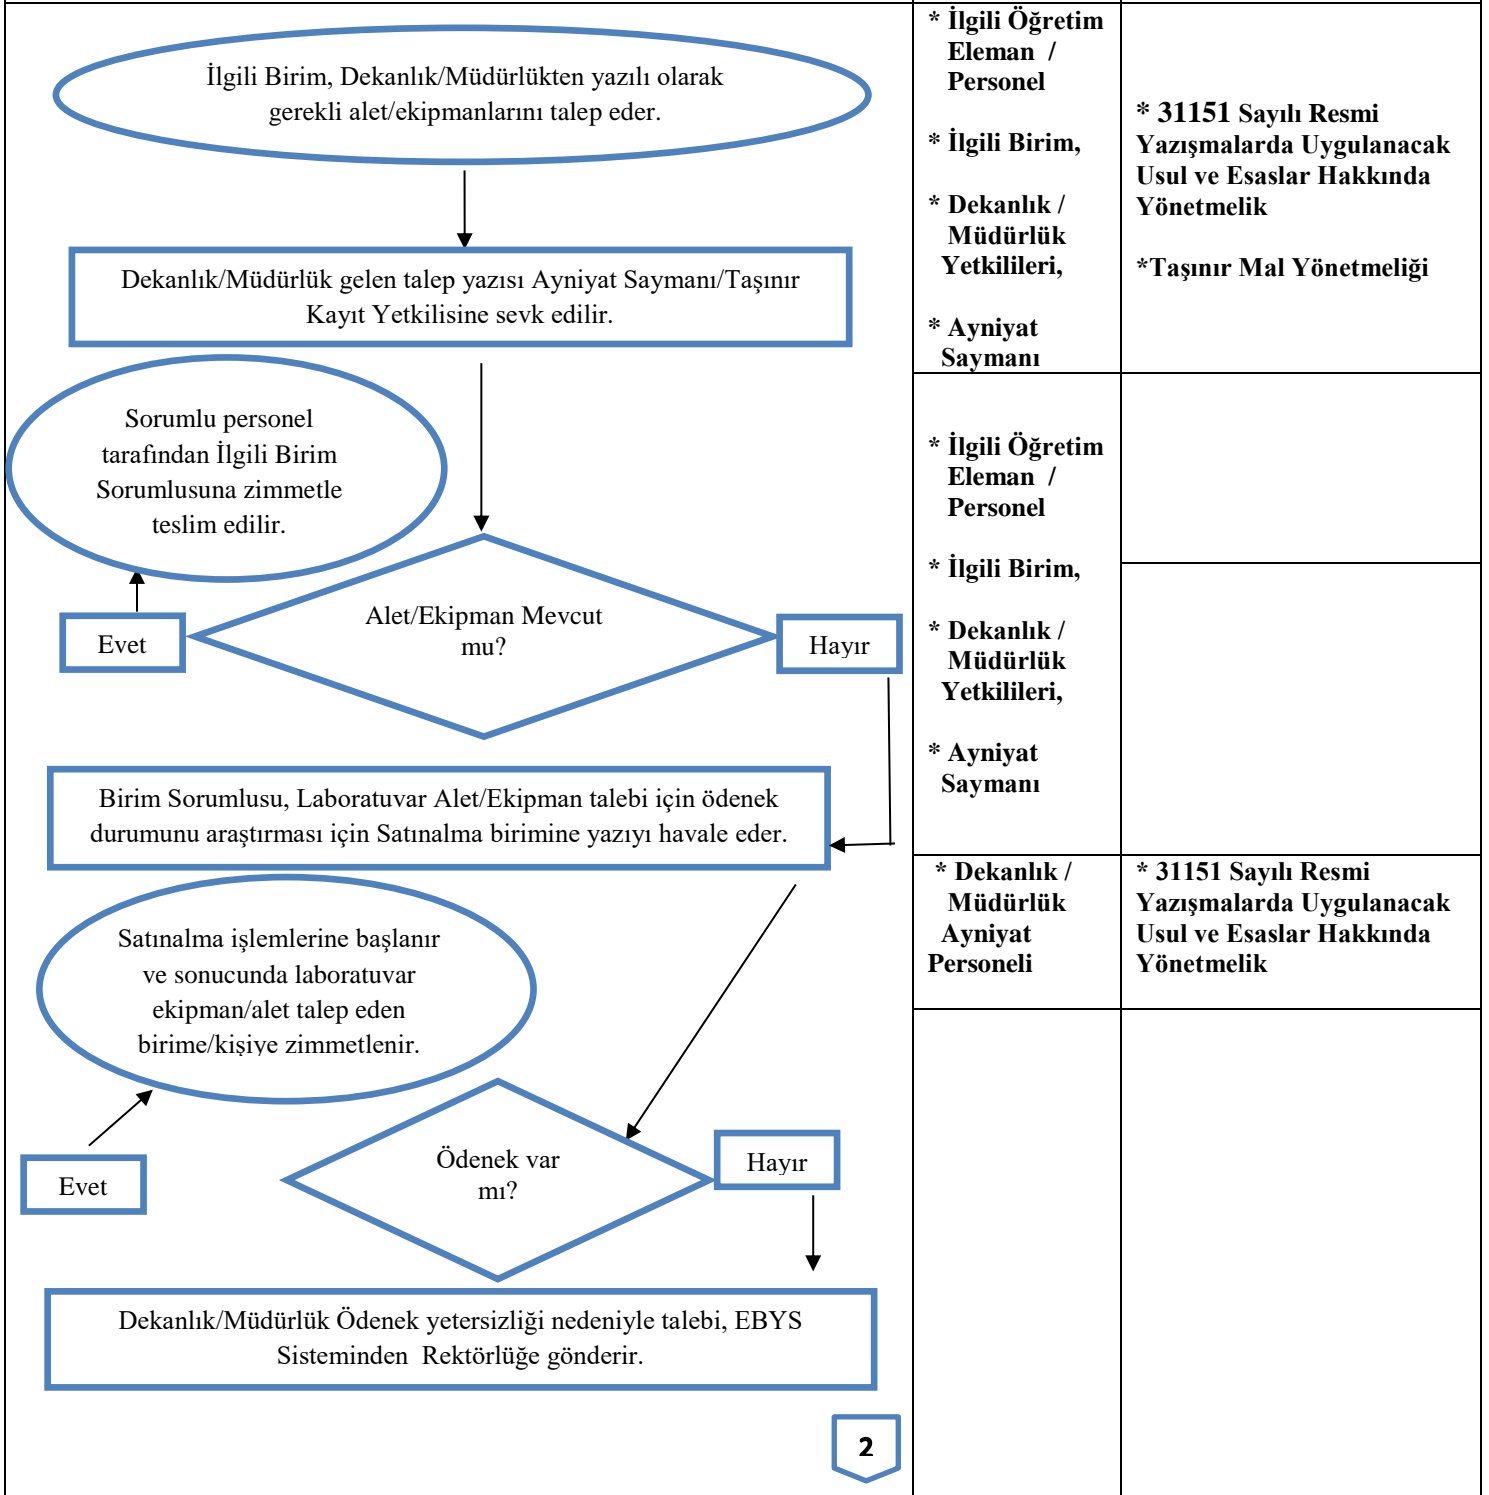 İlgili Birim, Dekanlık/Müdürlükten yazılı olarak
gerekli alet/ekipmanlarını talep eder.
Dekanlık/Müdürlük gelen talep yazısı Ayniyat Saymanı/Taşınır
Kayıt Yetkilisine sevk edilir.
Sorumlu personel
tarafından İlgili Birim
Sorumlusuna zimmetle
teslim edilir.
Evet
Alet/Ekipman Mevcut
mu?
Hayır
Birim Sorumlusu, Laboratuvar Alet/Ekipman talebi için ödenek
durumunu araştırması için Satınalma birimine yazıyı havale eder.
Satınalma işlemlerine başlanır
ve sonucunda laboratuvar
ekipman/alet talep eden
birime/kişiye zimmetlenir.
Evet
Ödenek var
mı?
Hayır
Dekanlık/Müdürlük Ödenek yetersizliği nedeniyle talebi, EBYS
Sisteminden  Rektörlüğe gönderir.
2
* İlgili Öğretim
Eleman  /
Personel
* İlgili Birim,
* Dekanlık /
Müdürlük
Yetkilileri,
* Ayniyat
Saymanı
* 31151 Sayılı Resmi
Yazışmalarda Uygulanacak
Usul ve Esaslar Hakkında
Yönetmelik
*Taşınır Mal Yönetmeliği
* İlgili Öğretim
Eleman  /
Personel
* İlgili Birim,
* Dekanlık /
Müdürlük
Yetkilileri,
* Ayniyat
Saymanı
* Dekanlık /
Müdürlük
Ayniyat
Personeli
* 31151 Sayılı Resmi
Yazışmalarda Uygulanacak
Usul ve Esaslar Hakkında
Yönetmelik